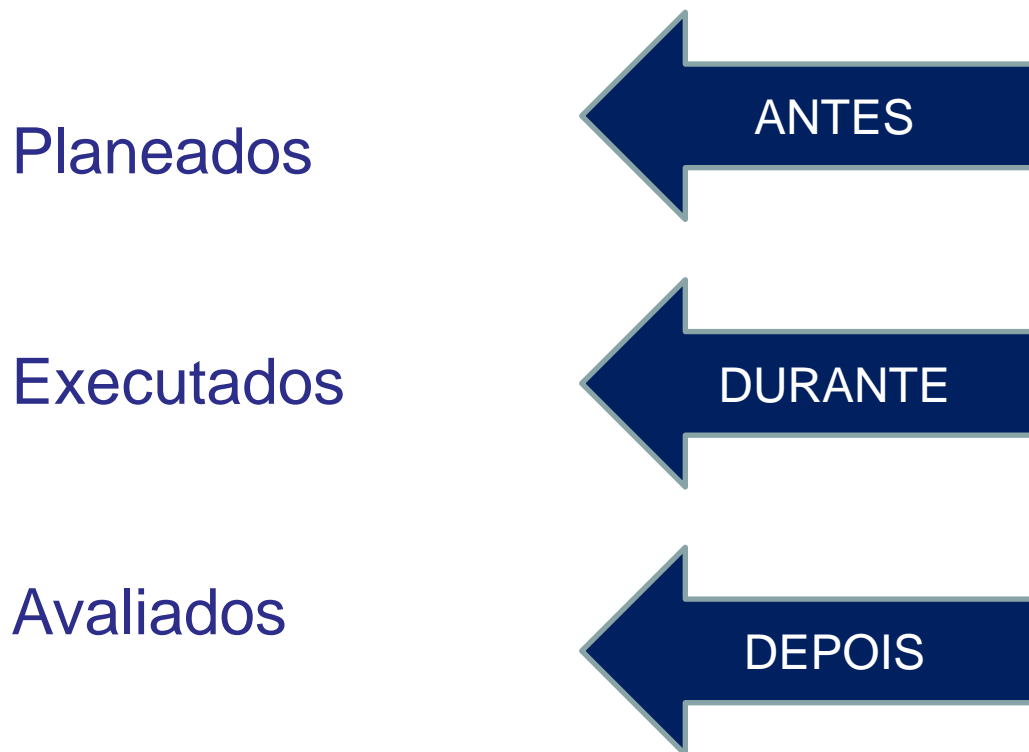 Planeados
ANTES
Executados
DURANTE
Avaliados
DEPOIS